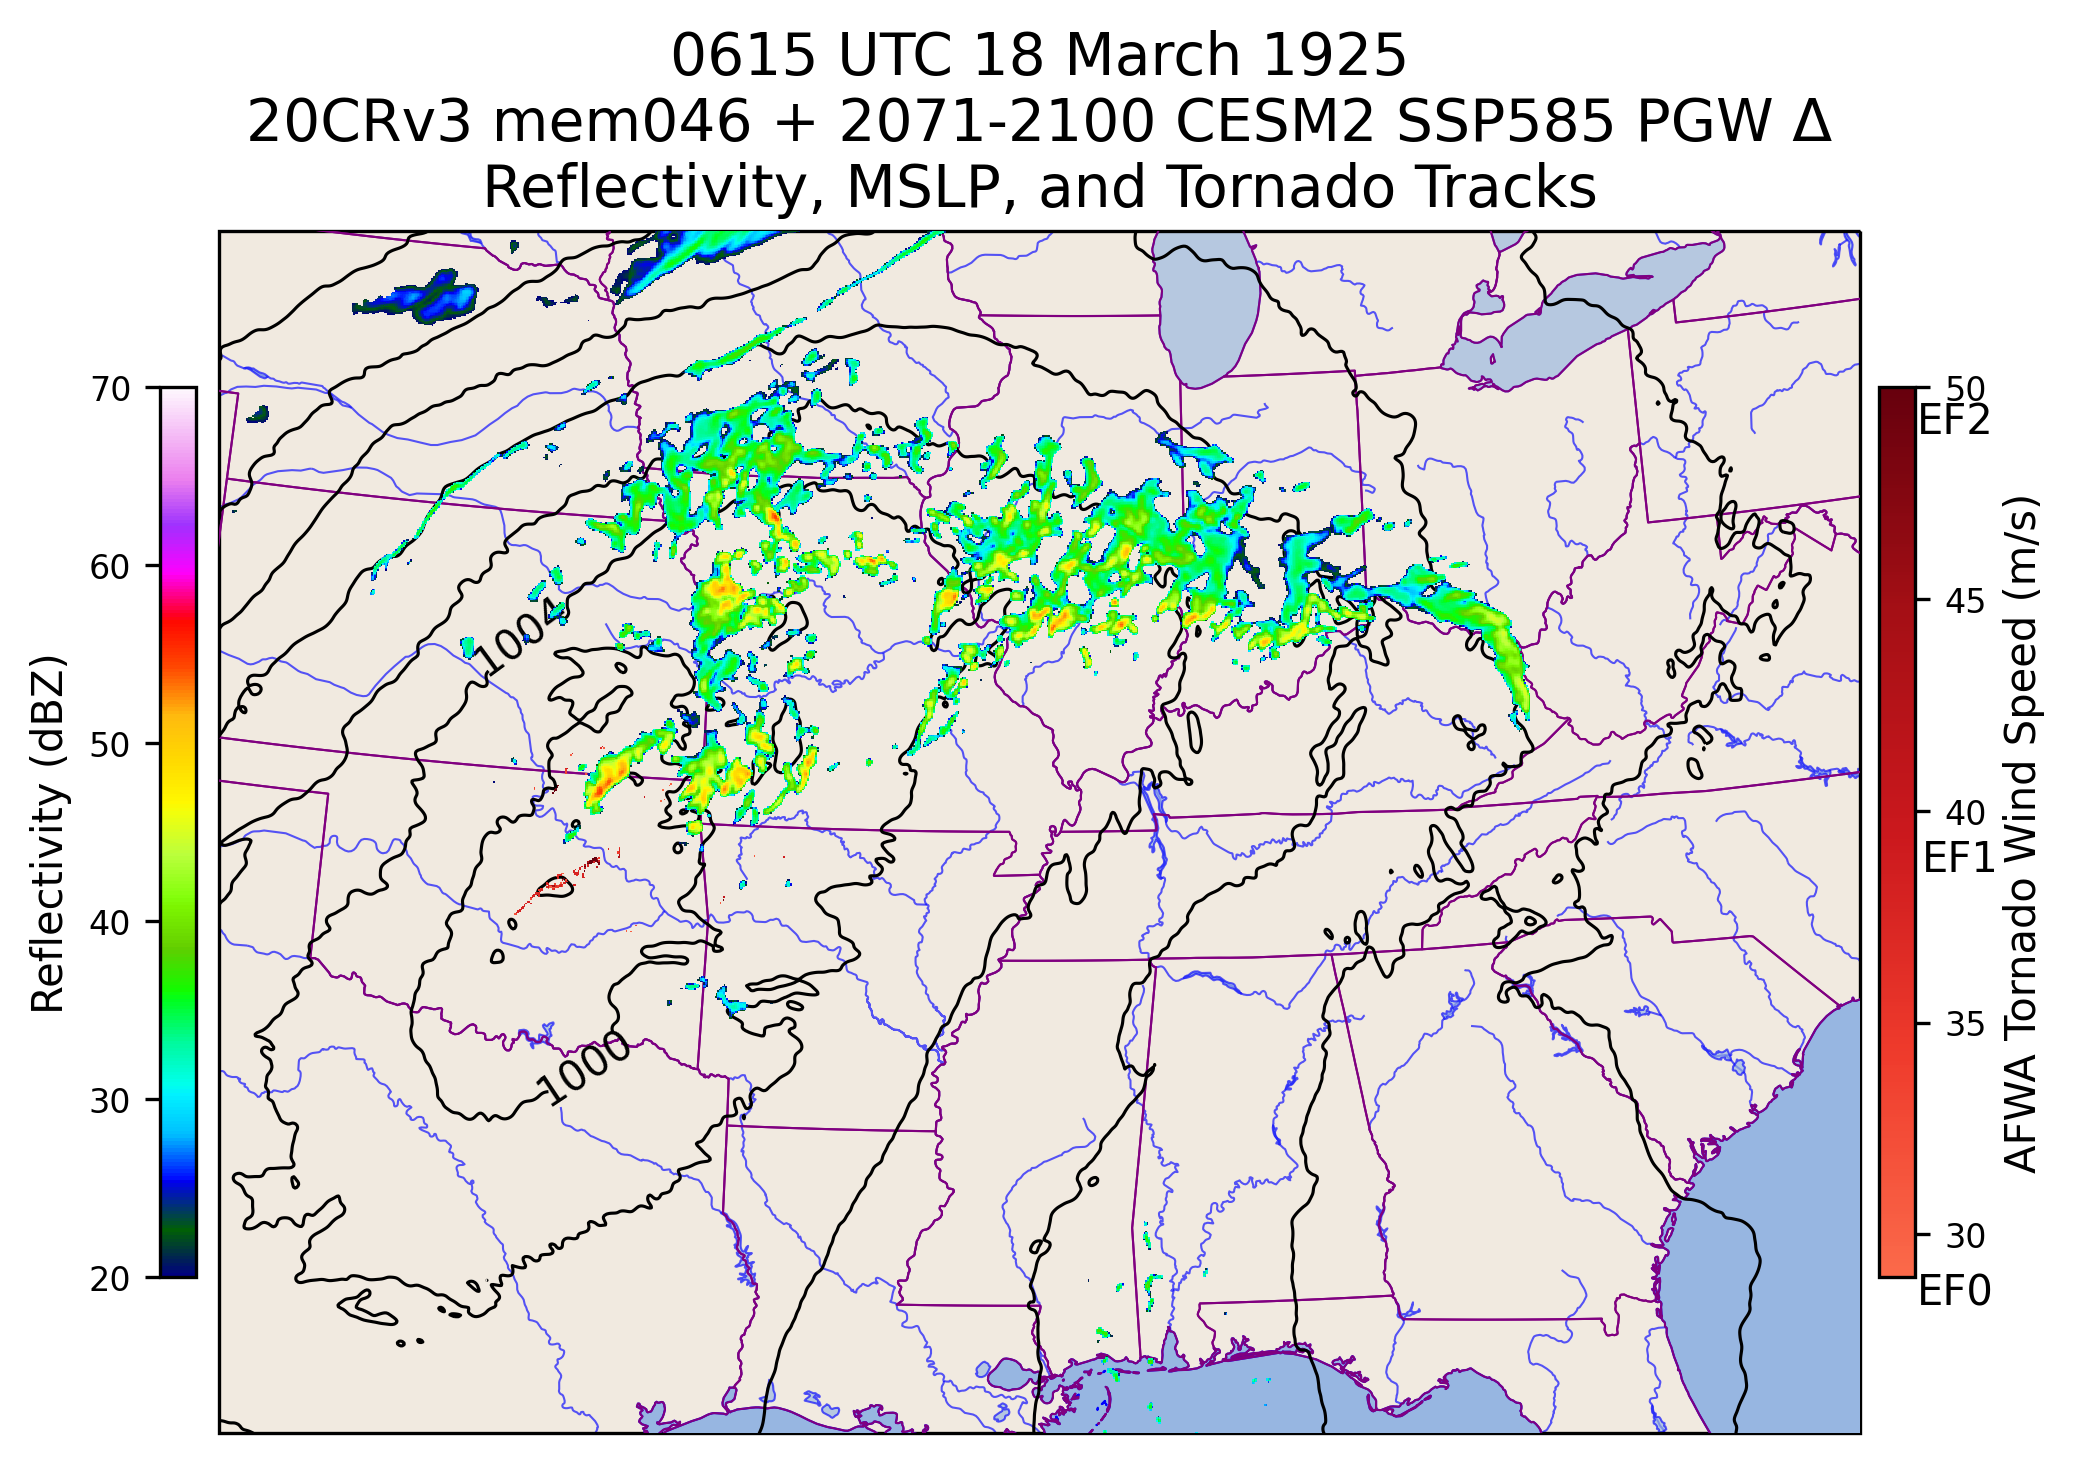 0615 UTC 18 March 1925
20CRv3 mem046 + 2071-2100 CESM2 SSP585 PGW Δ
Reflectivity, MSLP, and Tornado Tracks
70
60
50
40
30
20
Reflectivity (dBZ)
1004
1000
50
EF2
45
40
EF1
35
30
EF0
AFWA Tornado Wind Speed (m/s)